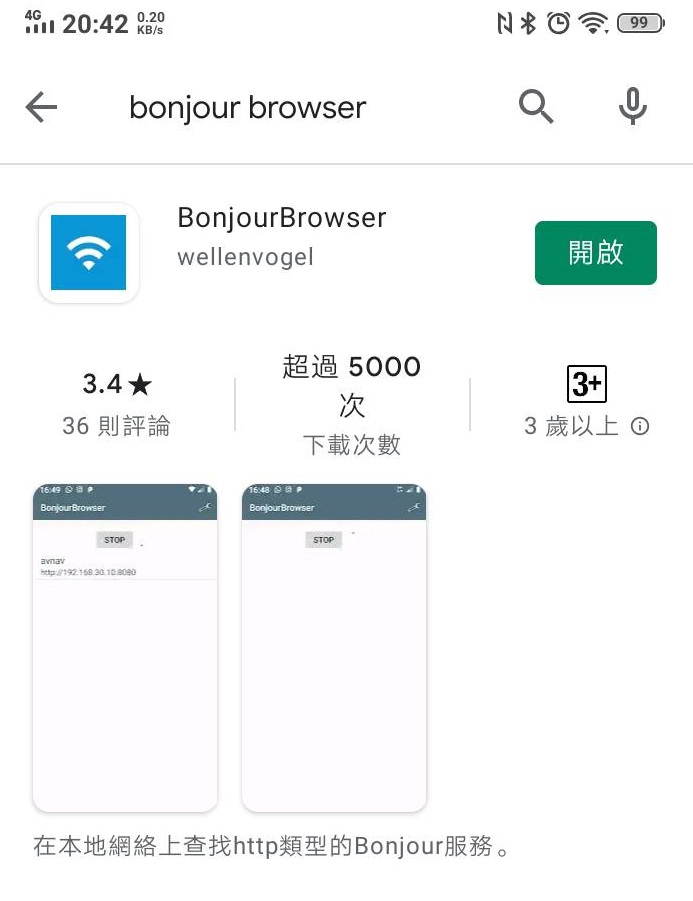 4G 20:42 0.20 KB/s 99
bonjour browser
BonjourBrowser
wellenvogel
開啟
3.4★
36 則評論
超過 5000
次
下載次數
3+
3 歲以上
16:49
BonjourBrowser
STOP
avnav
http://192.168.30.10:8080
16:48
BonjourBrowser
STOP
在本地網絡上查找http類型的Bonjour服務。